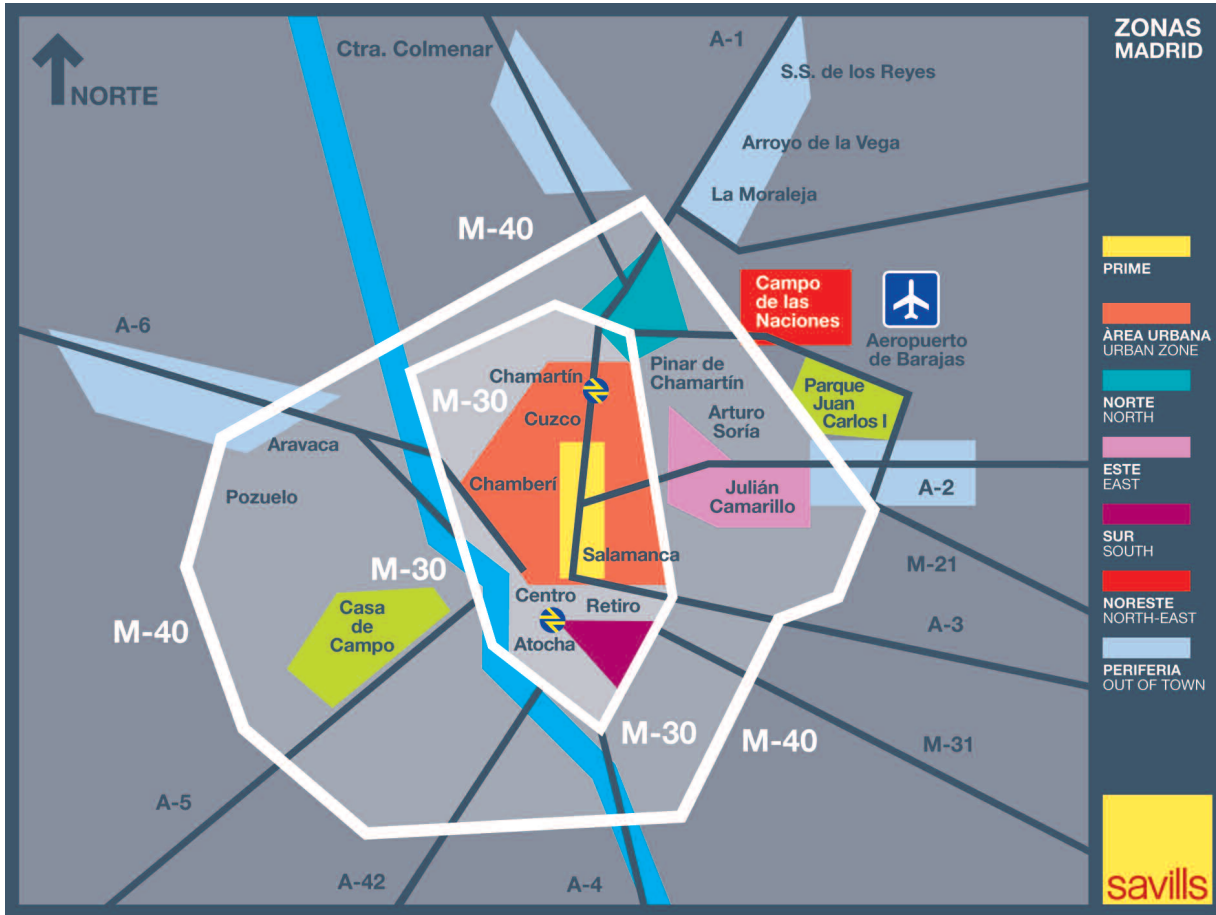 ZONAS
MADRID
NORTE
Ctra. Colmenar
A-1
S.S. de los Reyes
Arroyo de la Vega
La Moraleja
M-40
Campo
de las
Naciones
Aeropuerto
de Barajas
A-6
Pinar de
Chamartín
Chamartín
M-30
Parque
Juan
Carlos I
Cuzco
Arturo
Soría
Aravaca
Pozuelo
Chamberí
Julián
Camarillo
A-2
Salamanca
M-30
M-21
Centro
Retiro
Casa
de
Campo
Atocha
M-40
A-3
M-30
M-40
M-31
A-5
A-42
A-4
PRIME
ÀREA URBANA
URBAN ZONE
NORTE
NORTH
ESTE
EAST
SUR
SOUTH
NORESTE
NORTH-EAST
PERIFERIA
OUT OF TOWN
savills